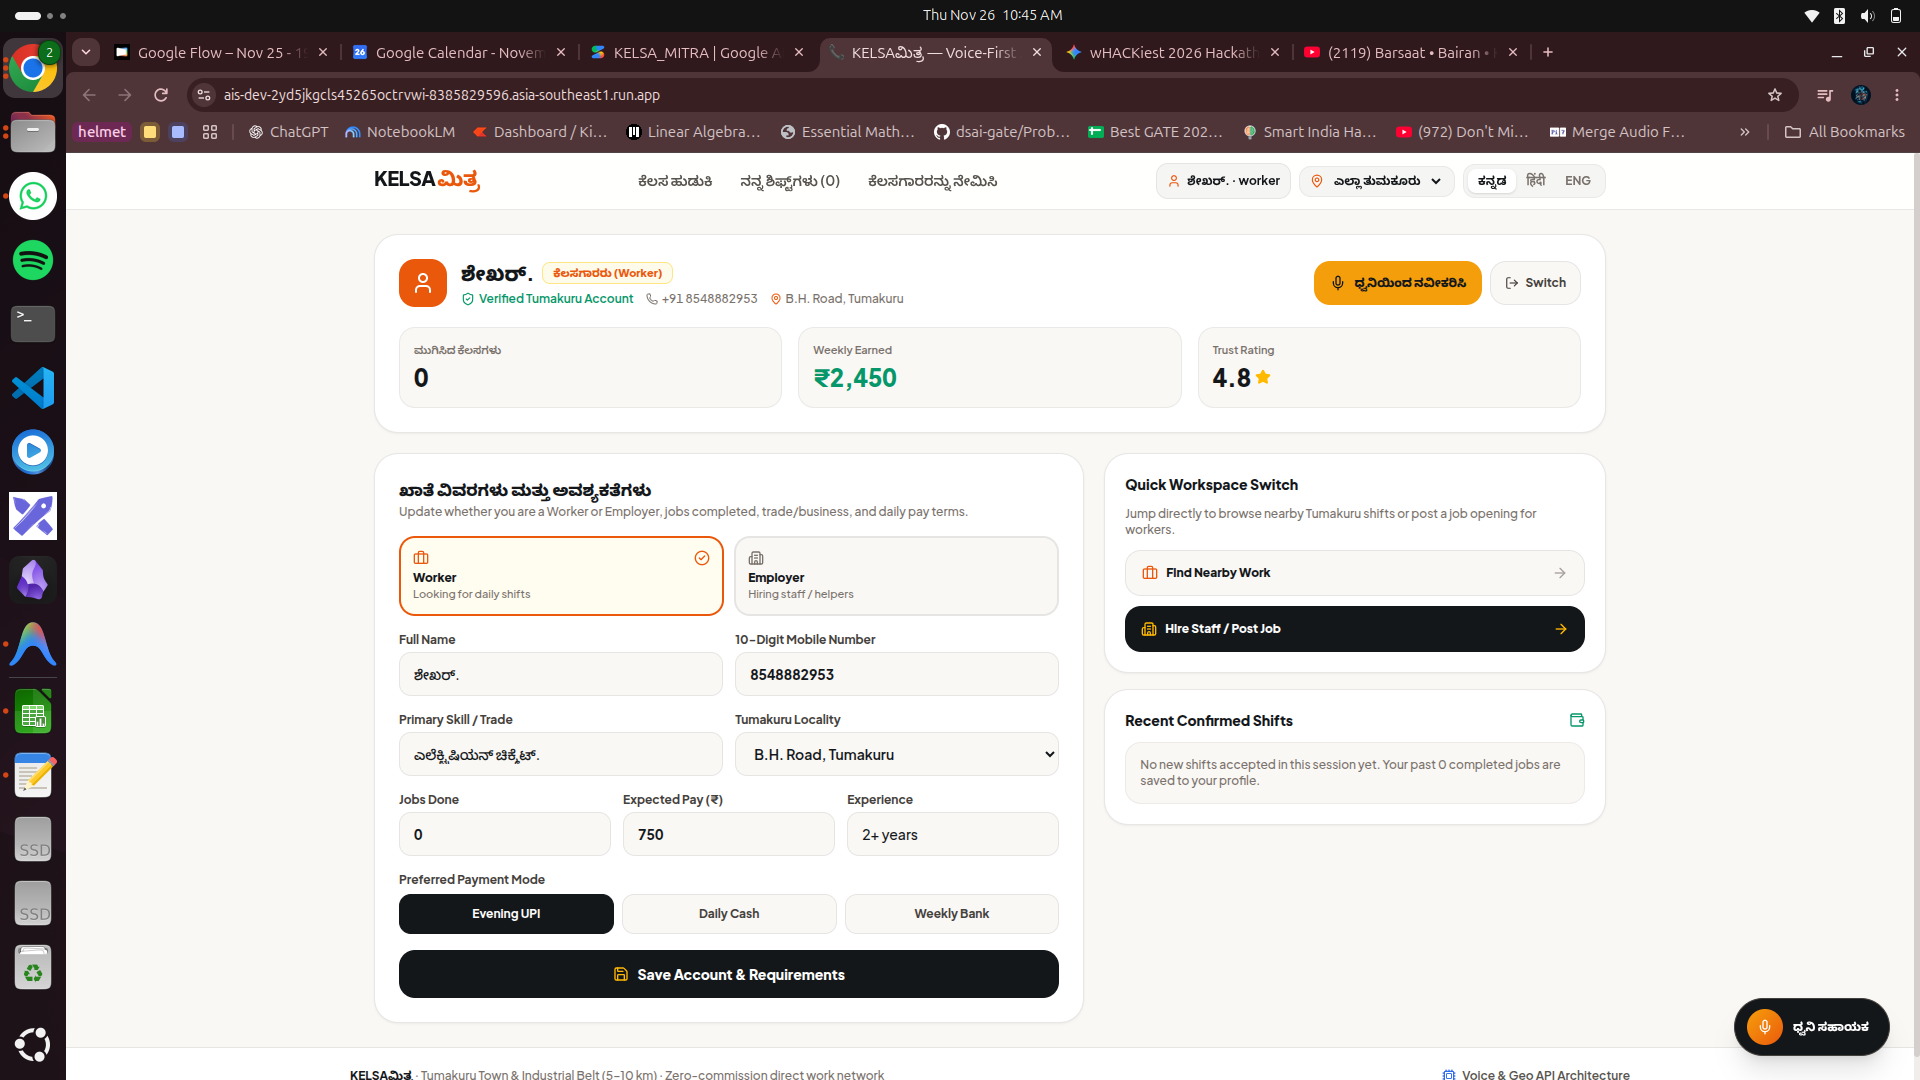 Thu Nov 26 10:45 AM
2
Google Flow – Nov 25 - 1
Google Calendar - Novem
KELSA_MITRA | Google A
KELSAಮಿತ್ರ — Voice-First
wHACKiest 2026 Hackath
(2119) Barsaat • Bairan •
ais-dev-2yd5jkgcls45265octrvwi-8385829596.asia-southeast1.run.app
helmet
ChatGPT
NotebookLM
Dashboard / Ki...
Linear Algebra...
Essential Math...
dsai-gate/Prob...
Best GATE 202...
Smart India Ha...
(972) Don't Mi...
Merge Audio F...
All Bookmarks
KELSAಮಿತ್ರ
ಕೆಲಸ ಹುಡುಕಿ
ನನ್ನ ಶಿಫ್ಟ್‌ಗಳು (0)
ಕೆಲಸಗಾರರನ್ನು ನೇಮಿಸಿ
ಶೇಖರ್. · worker
ಎಲ್ಲಾ ತುಮಕೂರು
ಕನ್ನಡ
हिंदी
ENG
ಶೇಖರ್.
ಕೆಲಸಗಾರರು (Worker)
Verified Tumakuru Account
+91 8548882953
B.H. Road, Tumakuru
ಧ್ವನಿಯಿಂದ ನವೀಕರಿಸಿ
Switch
ಮುಗಿಸಿದ ಕೆಲಸಗಳು
0
Weekly Earned
₹2,450
Trust Rating
4.8
ಖಾತೆ ವಿವರಗಳು ಮತ್ತು ಅವಶ್ಯಕತೆಗಳು
Update whether you are a Worker or Employer, jobs completed, trade/business, and daily pay terms.
Worker
Looking for daily shifts
Employer
Hiring staff / helpers
Full Name
ಶೇಖರ್.
10-Digit Mobile Number
8548882953
Primary Skill / Trade
ಎಲೆಕ್ಟ್ರಿಷಿಯನ್ ಚಿಕ್ಕೆಟ್.
Tumakuru Locality
B.H. Road, Tumakuru
Jobs Done
0
Expected Pay (₹)
750
Experience
2+ years
Preferred Payment Mode
Evening UPI
Daily Cash
Weekly Bank
Save Account & Requirements
Quick Workspace Switch
Jump directly to browse nearby Tumakuru shifts or post a job opening for
workers.
Find Nearby Work
Hire Staff / Post Job
Recent Confirmed Shifts
No new shifts accepted in this session yet. Your past 0 completed jobs are
saved to your profile.
ಧ್ವನಿ ಸಹಾಯಕ
KELSAಮಿತ್ರ · Tumakuru Town & Industrial Belt (5-10 km) · Zero-commission direct work network
Voice & Geo API Architecture
SSD
SSD